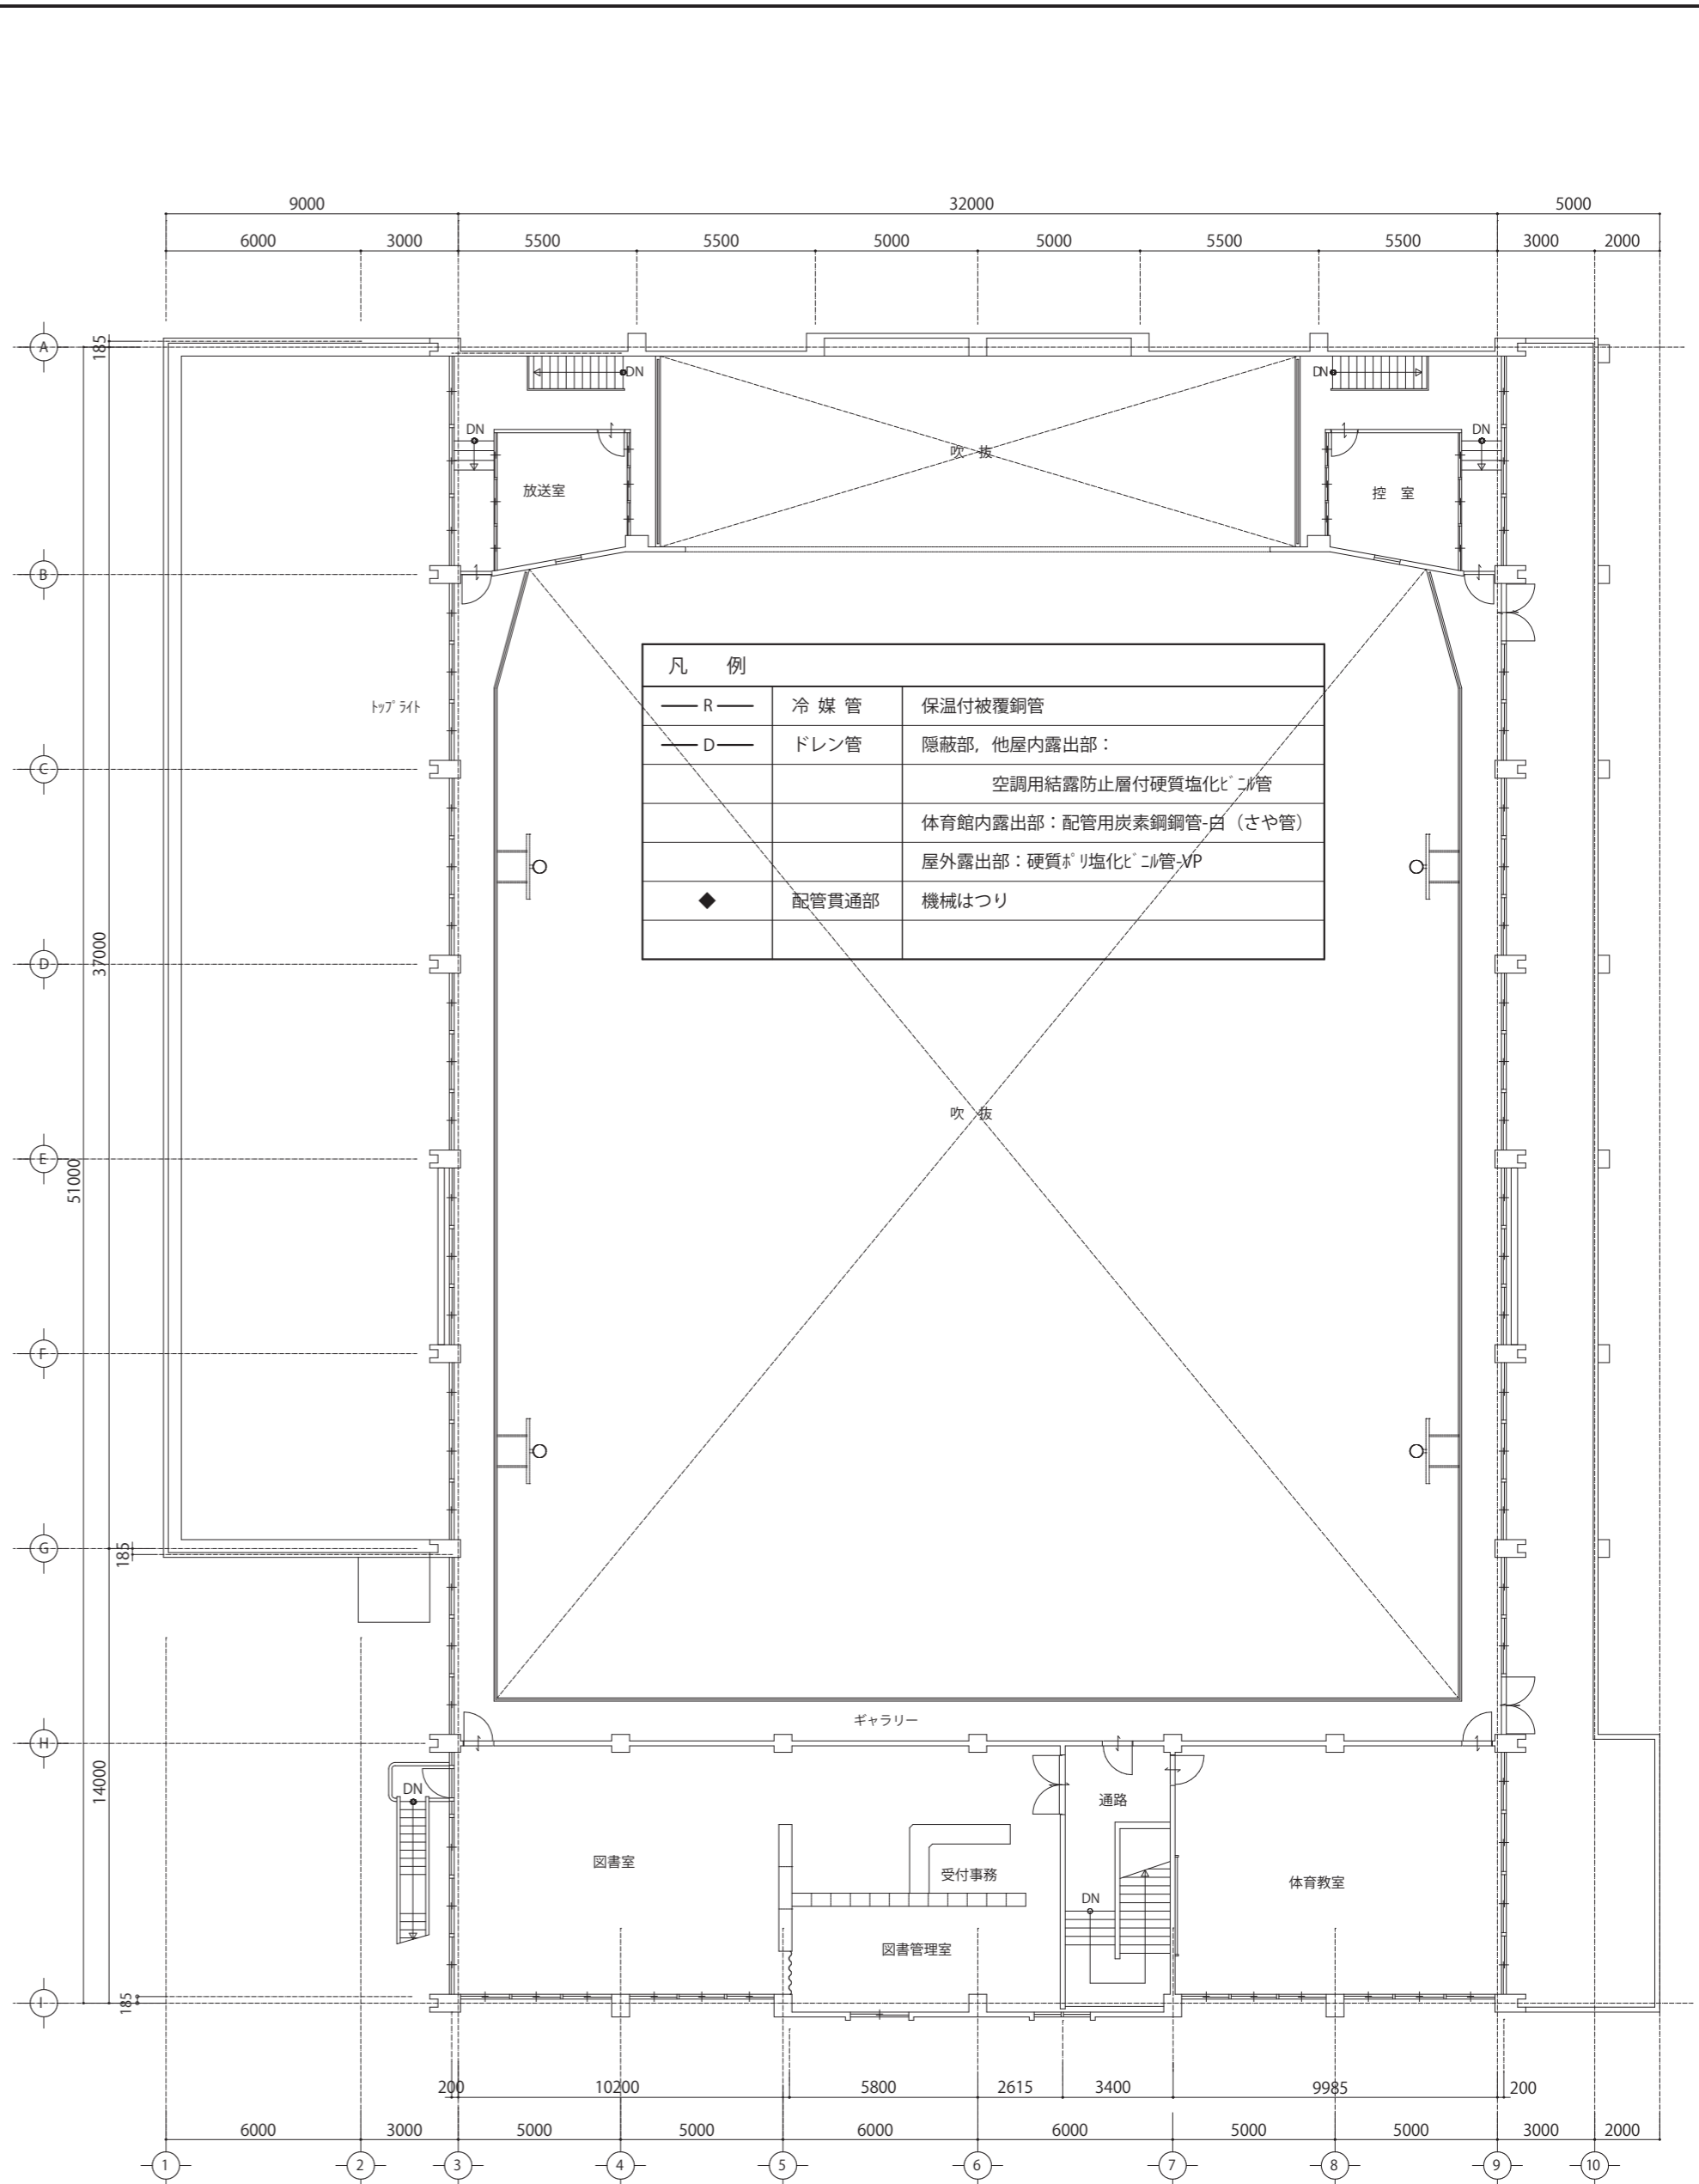 9000 32000 5000
6000 3000 5500 5500 5000 5000 5500 5500 3000 2000
A 185
DN DN
DN DN
吹 抜
放送室 控 室
B
凡 例
R 冷 媒 管 保温付被覆銅管
トップライト
D ドレン管 隠蔽部, 他屋内露出部：
C
空調用結露防止層付硬質塩化ビニル管
体育館内露出部：配管用炭素鋼鋼管-白（さや管）
屋外露出部：硬質ポリ塩化ビニル管-VP
◆ 配管貫通部 機械はつり
37000
D
吹 抜
E
51000
F
G
185
ギャラリー
H
14000
DN
通路
図書室
受付事務
体育教室
DN
図書管理室
I 185
200 10200 5800 2615 3400 9985 200
6000 3000 5000 5000 6000 6000 5000 5000 3000 2000
1 2 3 4 5 6 7 8 9 10